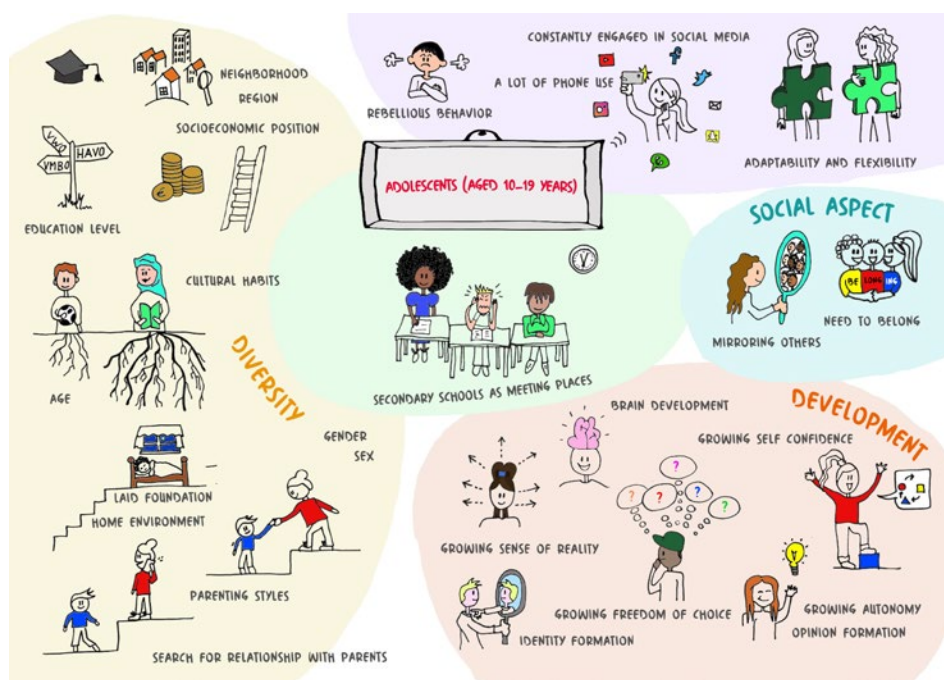 NEIGHBORHOOD
REGION
SOCIOECONOMIC POSITION
VWO
VMBO
HAVO
EDUCATION LEVEL
CULTURAL HABITS
AGE
DIVERSITY
GENDER
SEX
LAID FOUNDATION
HOME ENVIRONMENT
PARENTING STYLES
SEARCH FOR RELATIONSHIP WITH PARENTS
REBELLIOUS BEHAVIOR
CONSTANTLY ENGAGED IN SOCIAL MEDIA
A LOT OF PHONE USE
ADAPTABILITY AND FLEXIBILITY
ADOLESCENTS (AGED 10–19 YEARS)
SECONDARY SCHOOLS AS MEETING PLACES
SOCIAL ASPECT
MIRRORING OTHERS
BE LONG ING
NEED TO BELONG
DEVELOPMENT
BRAIN DEVELOPMENT
GROWING SELF CONFIDENCE
GROWING SENSE OF REALITY
? ? ? ? ?
GROWING FREEDOM OF CHOICE
IDENTITY FORMATION
GROWING AUTONOMY
OPINION FORMATION